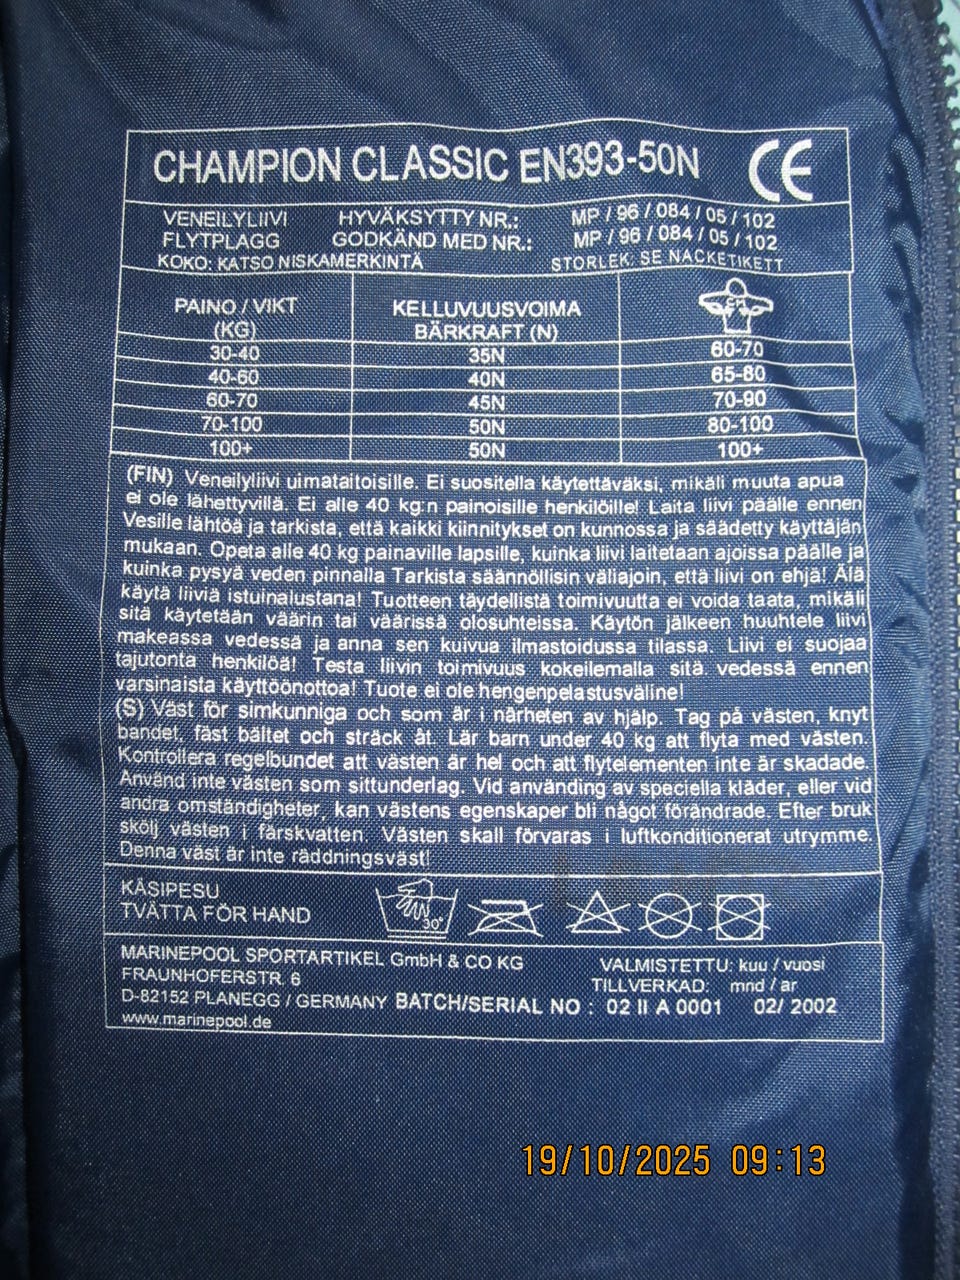 CHAMPION CLASSIC EN393-50N CE
VENEILYLIIVI HYVÄKSYTTY NR.: MP / 96 / 084 / 05 / 102
FLYTPLAGG GODKÄND MED NR.: MP / 96 / 084 / 05 / 102
KOKO: KATSO NISKAMERKINTÄ STORLEK: SE NACKETIKETT
PAINO / VIKT KELLUVUUSVOIMA CM
(KG) BÄRKRAFT (N)
30-40 35N 60-70
40-60 40N 65-80
60-70 45N 70-90
70-100 50N 80-100
100+ 50N 100+
(FIN) Veneilyliivi uimataitoisille. Ei suositella käytettäväksi, mikäli muuta apua
ei ole lähettyvillä. Ei alle 40 kg:n painoisille henkilöille! Laita liivi päälle ennen
Vesille lähtöä ja tarkista, että kaikki kiinnitykset on kunnossa ja säädetty käyttäjän
mukaan. Opeta alle 40 kg painaville lapsille, kuinka liivi laitetaan ajoissa päälle ja
kuinka pysyä veden pinnalla Tarkista säännöllisin väliajoin, että liivi on ehjä! Älä
käytä liiviä istuinalustana! Tuotteen täydellistä toimivuutta ei voida taata, mikäli
sitä käytetään väärin tai väärissä olosuhteissa. Käytön jälkeen huuhtele liivi
makeassa vedessä ja anna sen kuivua ilmastoidussa tilassa. Liivi ei suojaa
tajutonta henkilöä! Testa liivin toimivuus kokeilemalla sitä vedessä ennen
varsinaista käyttöönottoa! Tuote ei ole hengenpelastusväline!
(S) Väst för simkunniga och som är i närheten av hjälp. Tag på västen, knyt
bandet, fäst bältet och sträck åt. Lär barn under 40 kg att flyta med västen.
Kontrollera regelbundet att västen är hel och att flytelementen inte är skadade.
Använd inte västen som sittunderlag. Vid använding av speciella kläder, eller vid
andra omständigheter, kan västens egenskaper bli något förändrade. Efter bruk
skölj västen i färskvatten. Västen skall förvaras i luftkonditionerat utrymme.
Denna väst är inte räddningsväst!
KÄSIPESU
TVÄTTA FÖR HAND 30°
MARINEPOOL SPORTARTIKEL GmbH & CO KG VALMISTETTU: kuu / vuosi
FRAUNHOFERSTR. 6 TILLVERKAD: mnd / ar
D-82152 PLANEGG / GERMANY BATCH/SERIAL NO : 02 II A 0001 02/ 2002
www.marinepool.de
19/10/2025 09:13